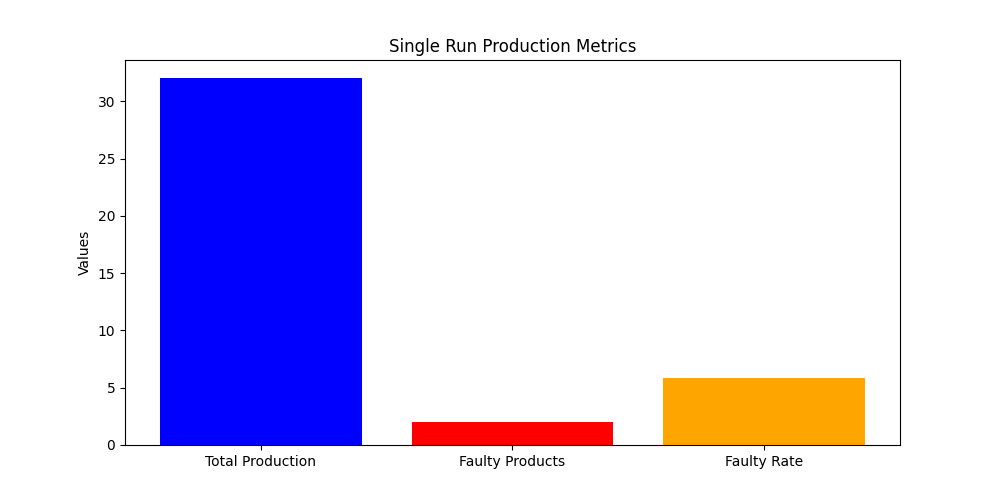 Single Run Production Metrics
Values
30
25
20
15
10
5
0
Total Production
Faulty Products
Faulty Rate